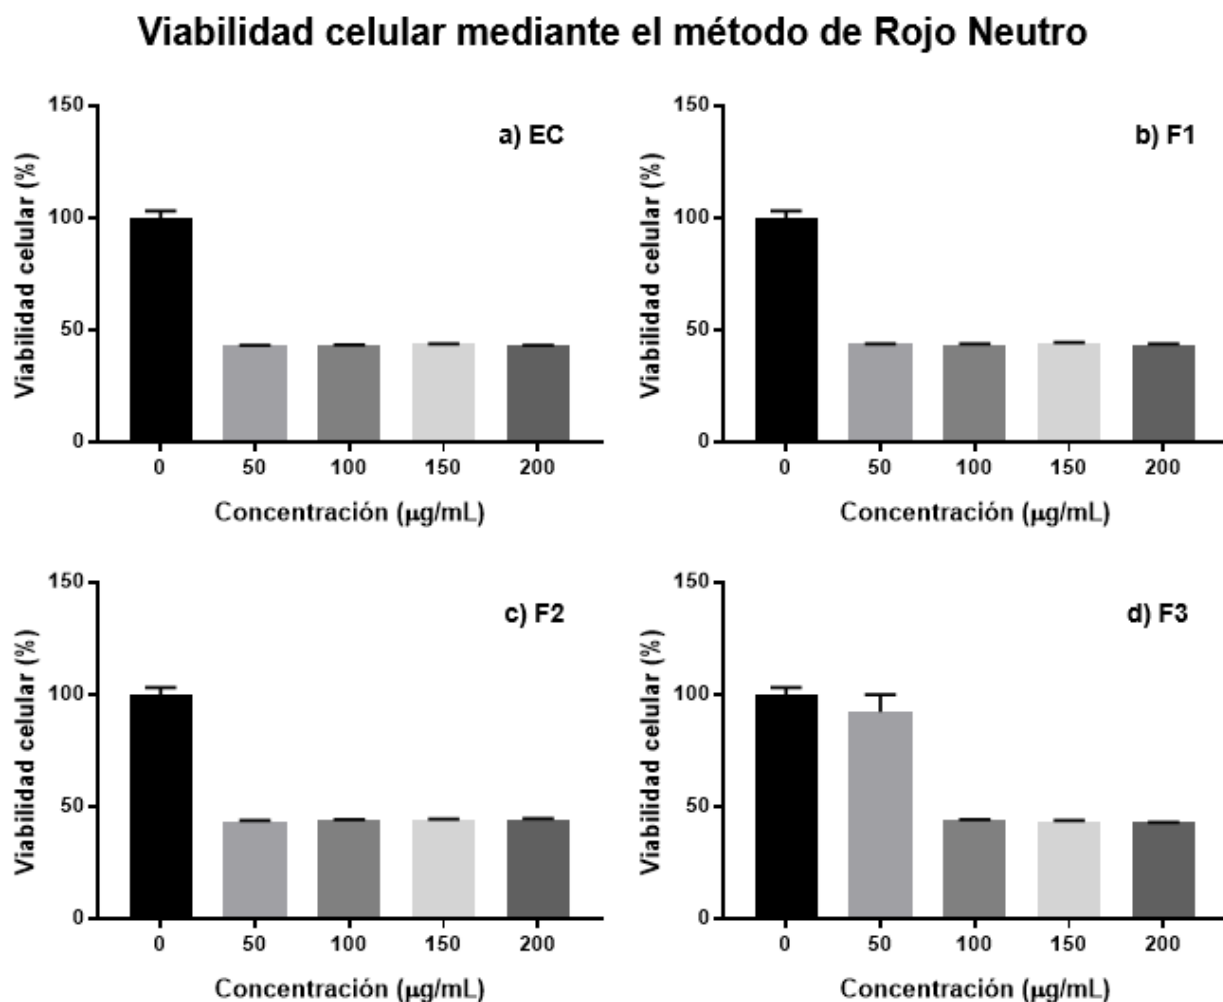 Viabilidad celular mediante el método de Rojo Neutro
a) EC
Viabilidad celular (%)
150
100
50
0
0 50 100 150 200
Concentración (μg/mL)
b) F1
Viabilidad celular (%)
150
100
50
0
0 50 100 150 200
Concentración (μg/mL)
c) F2
Viabilidad celular (%)
150
100
50
0
0 50 100 150 200
Concentración (μg/mL)
d) F3
Viabilidad celular (%)
150
100
50
0
0 50 100 150 200
Concentración (μg/mL)